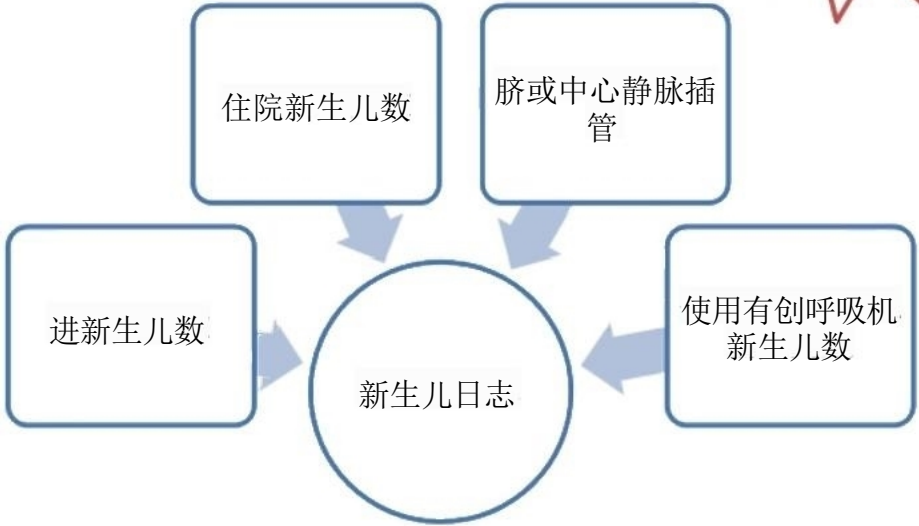 住院新生儿数
脐或中心静脉插
管
进新生儿数
使用有创呼吸机
新生儿数
新生儿日志